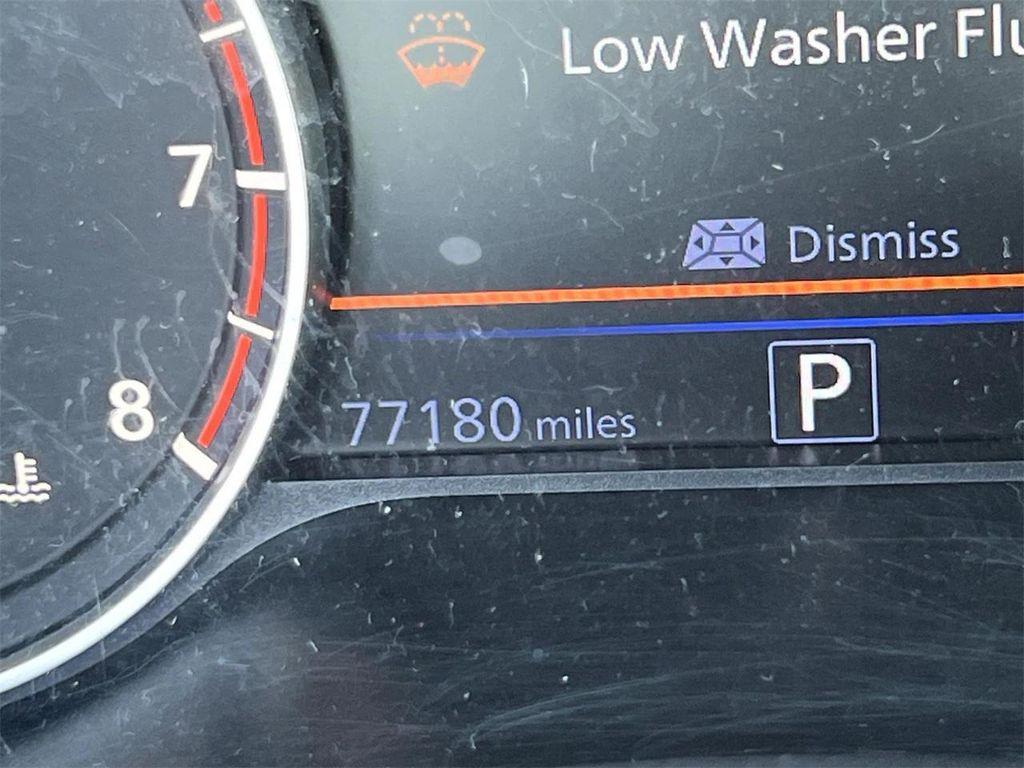 Low Washer Flu
7
Dismiss
8
77180 miles
P